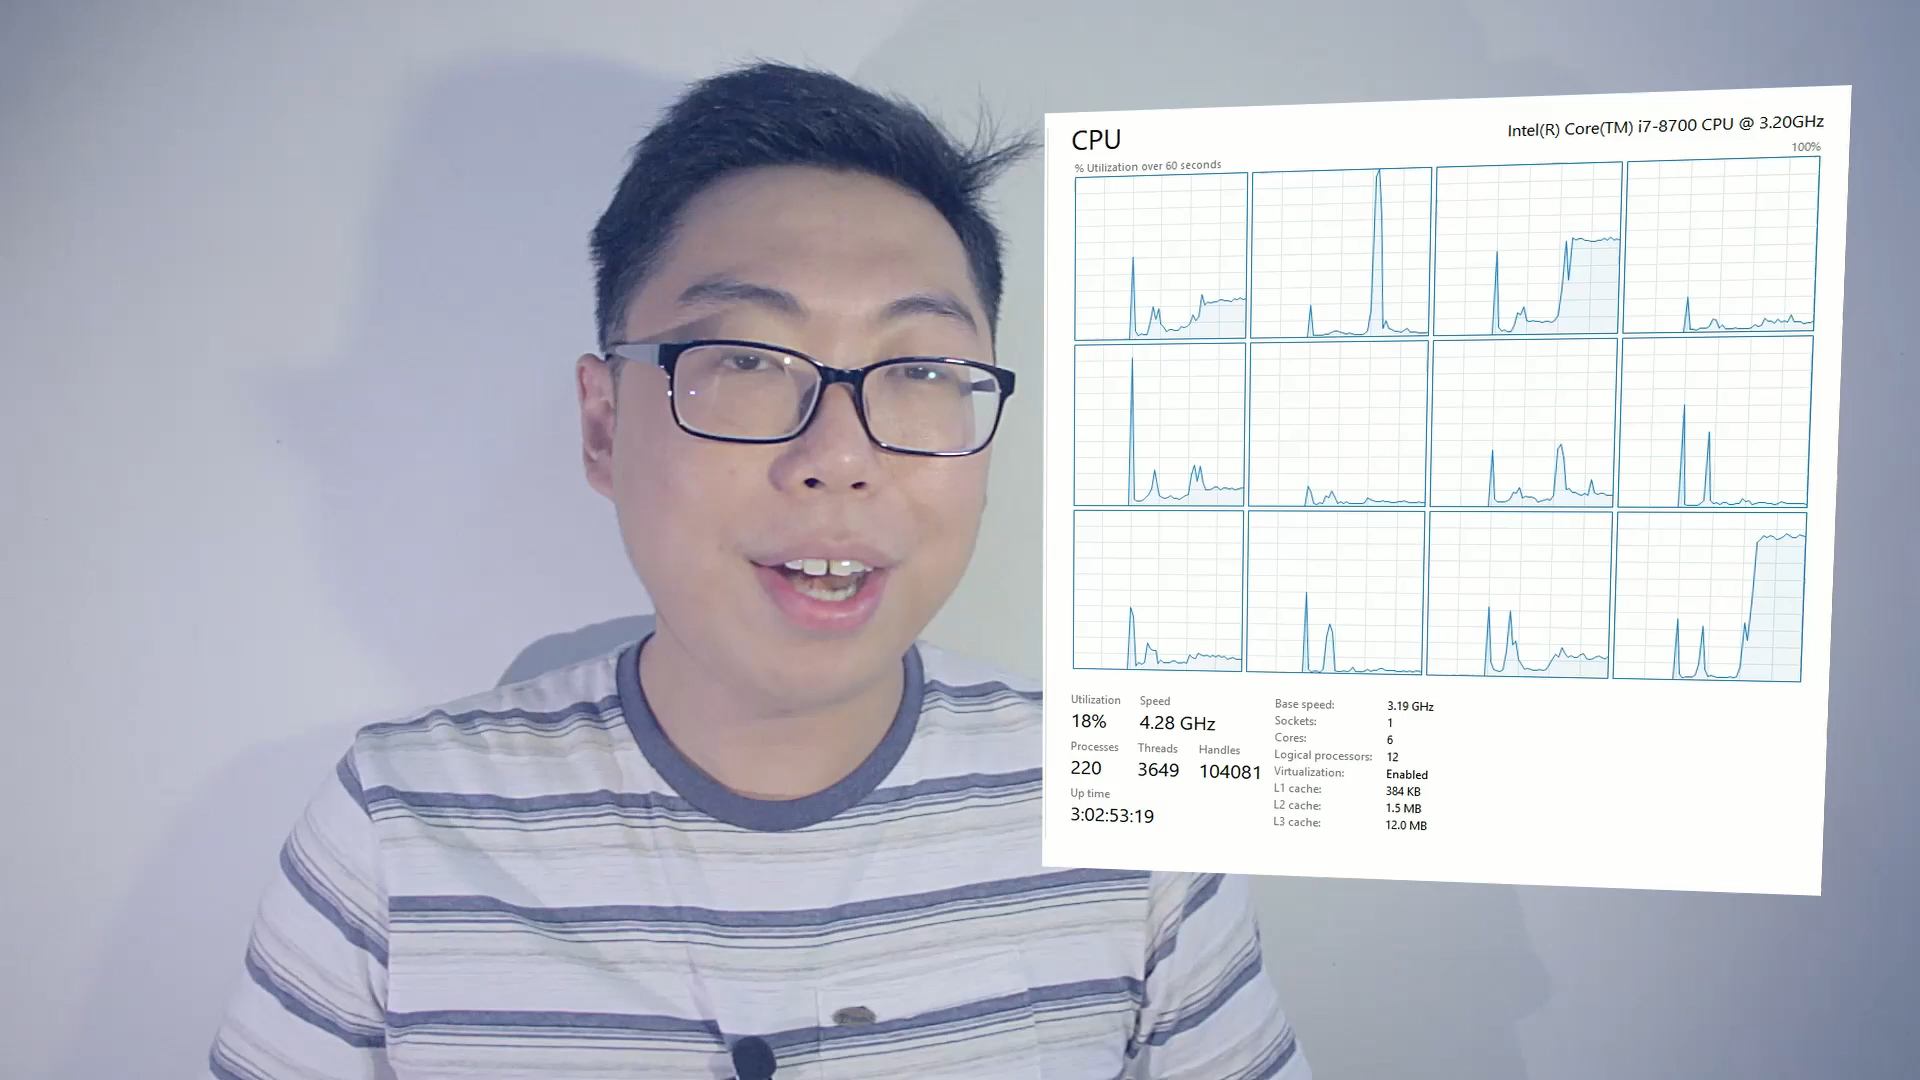 CPU
Intel(R) Core(TM) i7-8700 CPU @ 3.20GHz
% Utilization over 60 seconds
100%
Utilization
Speed
18%
4.28 GHz
Processes
Threads
Handles
220
3649
104081
Up time
3:02:53:19
Base speed: 3.19 GHz
Sockets: 1
Cores: 6
Logical processors: 12
Virtualization: Enabled
L1 cache: 384 KB
L2 cache: 1.5 MB
L3 cache: 12.0 MB